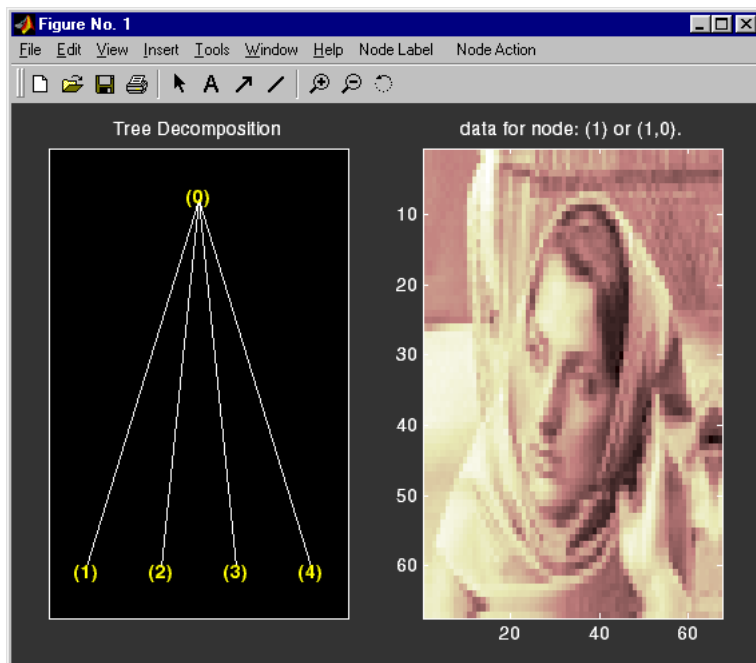 Figure No. 1
File Edit View Insert Tools Window Help Node Label Node Action
A
Tree Decomposition
data for node: (1) or (1,0).
(0)
(1) (2) (3) (4)
10
20
30
40
50
60
20 40 60